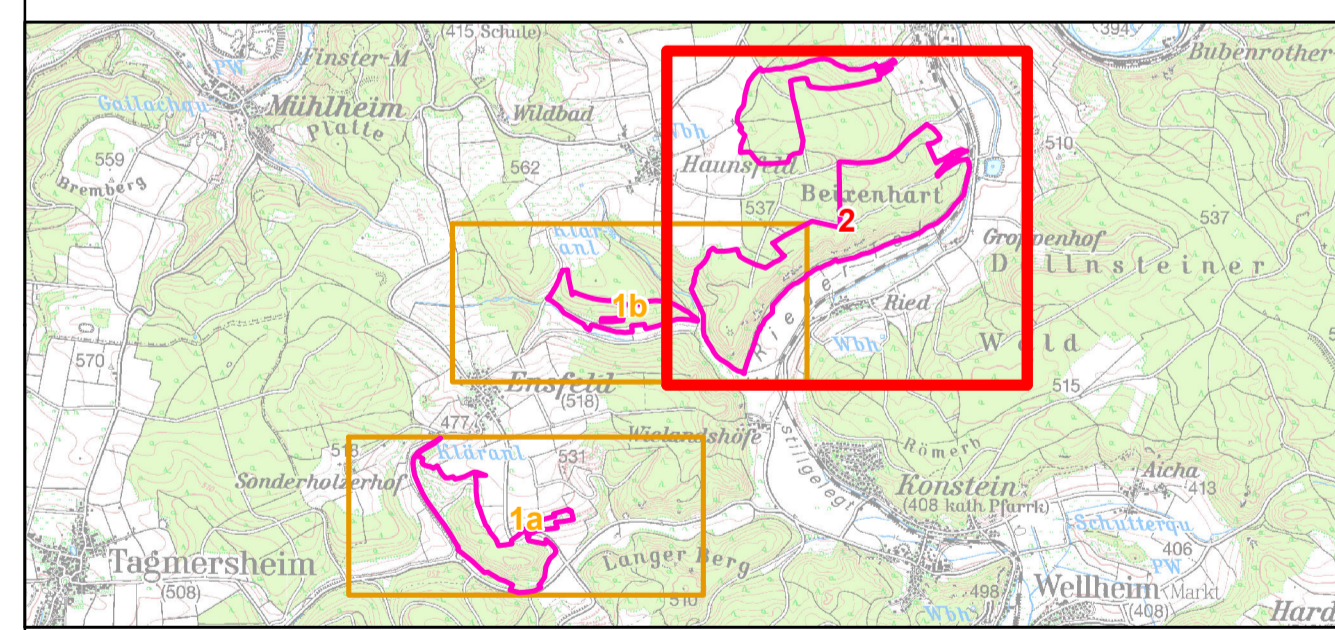 (415 Schule)
394
Finster-M
Bubenrother
PW
Gailachqu
Mühlheim
Platte
Wildbad
Wbh
510
559
Bremberg
562
Haunsfeld
Beixenhart
537
537
2
Klär-
anl
Groppenhof
Dollnsteiner
1b
Rieder
Ried
Wbh
Wald
570
515
Ensfeld
(518)
477
Wielandshöfe
stillgelegt
Römerb
518
Kläranl
531
Sonderholzerhof
Aicha
413
Konstein
(408 kath Pfarrk)
1a
Schutterqu
406
PW
Tagmersheim
(508)
Langer Berg
510
498
Wellheim
Markt
(408)
Wbh
Hard